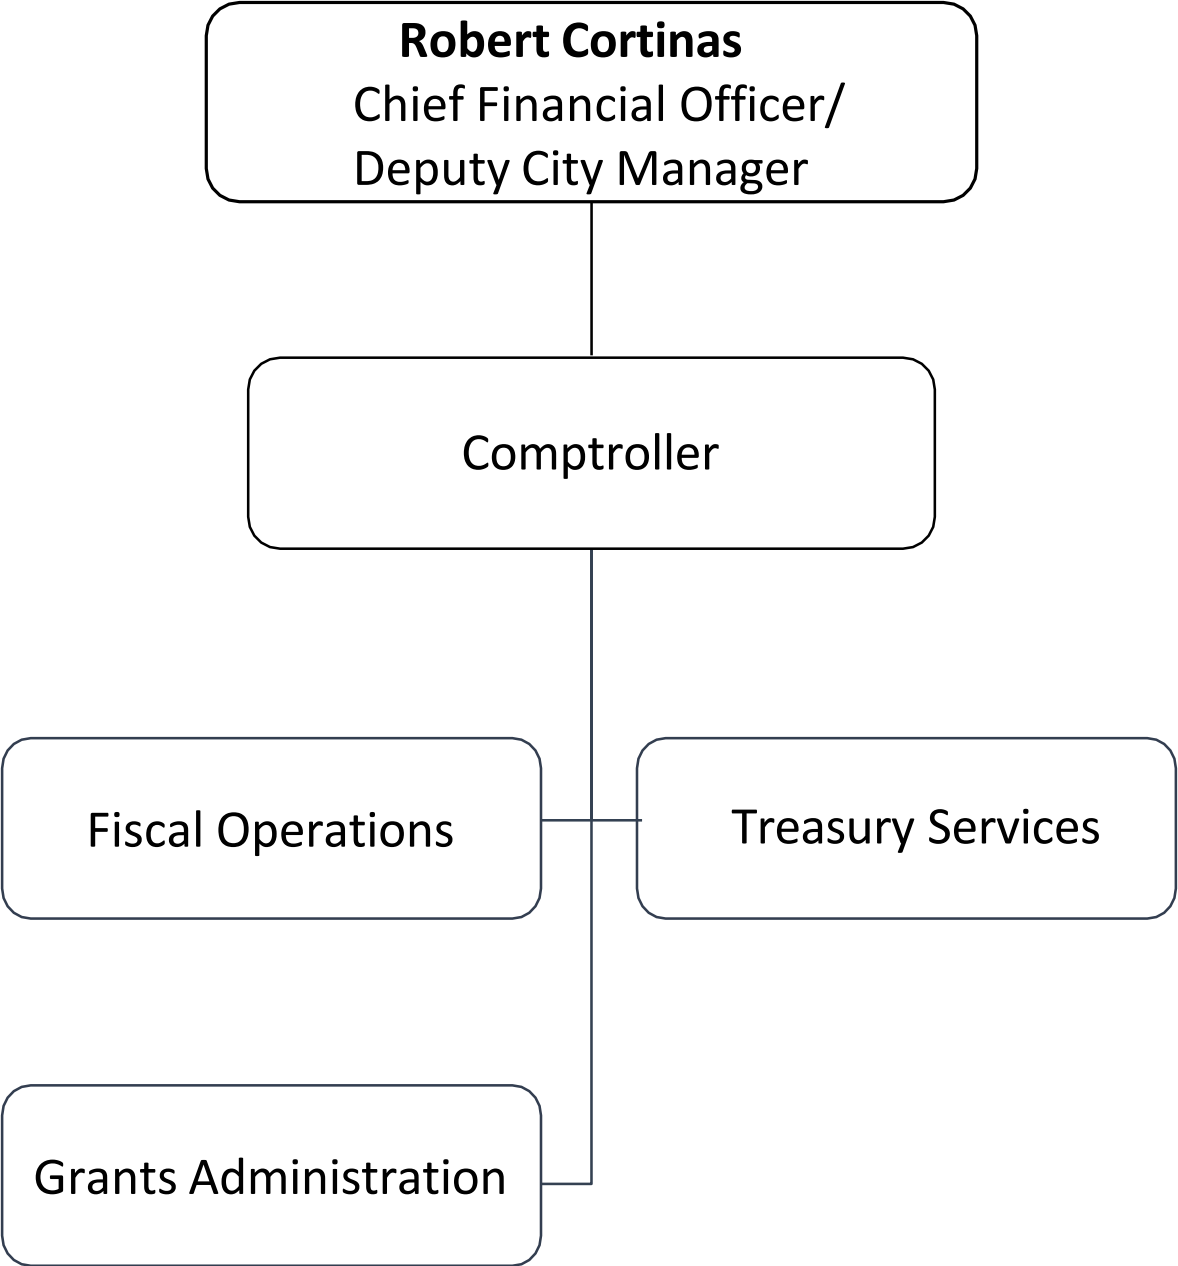 Robert Cortinas
Chief Financial Officer/
Deputy City Manager
Comptroller
Fiscal Operations
Treasury Services
Grants Administration